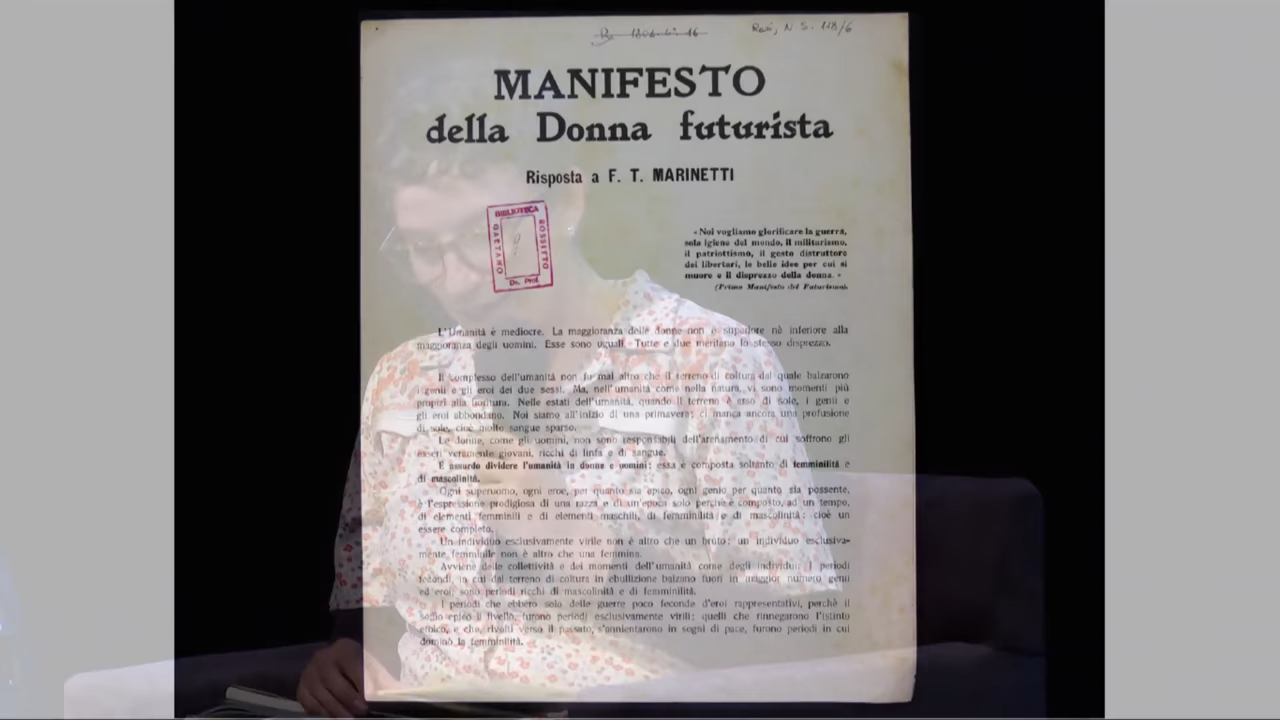 Rari, N S. 118/6
MANIFESTO
della Donna futurista
Risposta a F. T. MARINETTI
BIBLIOTECA
GAETANO
ROSSITTO
Dr. Prof.
« Noi vogliamo glorificare la guerra,
sola igiene del mondo, il militarismo,
il patriottismo, il gesto distruttore
dei libertari, le belle idee per cui si
muore e il disprezzo della donna. »
(Primo Manifesto del Futurismo).
L'Umanità è mediocre. La maggioranza delle donne non è superiore nè inferiore alla
maggioranza degli uomini. Esse sono uguali. Tutte e due meritano lo stesso disprezzo.
Il complesso dell'umanità non fu mai altro che il terreno di coltura dal quale balzarono
i genii e gli eroi dei due sessi. Ma, nell'umanità come nella natura, vi sono momenti più
propizi alla fioritura. Nelle estati dell'umanità, quando il terreno è arso di sole, i genii e
gli eroi abbondano. Noi siamo all'inizio di una primavera; ci manca ancora una profusione
di sole, cioè molto sangue sparso.
Le donne, come gli uomini, non sono responsabili dell'arenamento di cui soffrono gli
esseri veramente giovani, ricchi di linfa e di sangue.
È assurdo dividere l'umanità in donne e uomini; essa è composta soltanto di femminilità e
di mascolinità.
Ogni superuomo, ogni eroe, per quanto sia epico, ogni genio per quanto sia possente,
è l'espressione prodigiosa di una razza e di un'epoca solo perchè è composto, ad un tempo,
di elementi femminili e di elementi maschili, di femminilità e di mascolinità: cioè un
essere completo.
Un individuo esclusivamente virile non è altro che un bruto; un individuo esclusiva-
mente femminile non è altro che una femmina.
Avviene delle collettività e dei momenti dell'umanità come degli individui. I periodi
fecondi, in cui dal terreno di coltura in ebullizione balzano fuori in maggior numero genii
ed eroi, sono periodi ricchi di mascolinità e di femminilità.
I periodi che ebbero solo delle guerre poco feconde d'eroi rappresentativi, perchè il
soffio epico li livellò, furono periodi esclusivamente virili; quelli che rinnegarono l'istinto
eroico, e che, rivolti verso il passato, s'annientarono in sogni di pace, furono periodi in cui
dominò la femminilità.